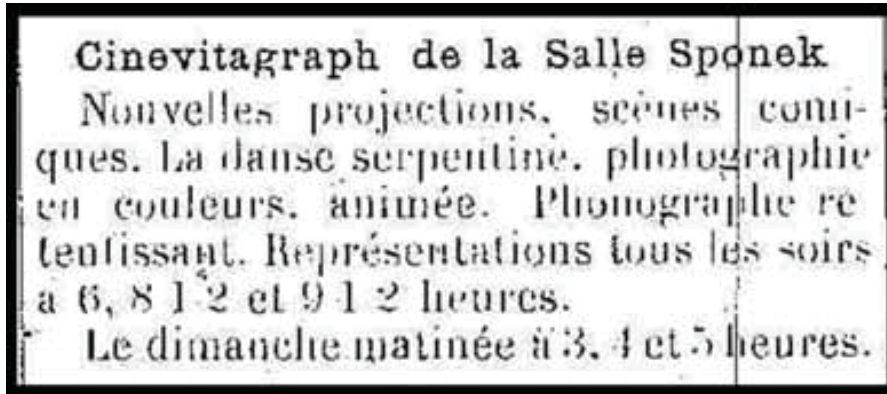 Cinevitagraph de la Salle Sponek
Nouvelles projections, scènes comi-
ques. La danse serpentine, photographie
en couleurs, animée. Phonographe re
tentissant. Représentations tous les soirs
à 6, 8 1 2 et 9 1 2 heures.
Le dimanche matinée à 3, 4 et 5 heures.